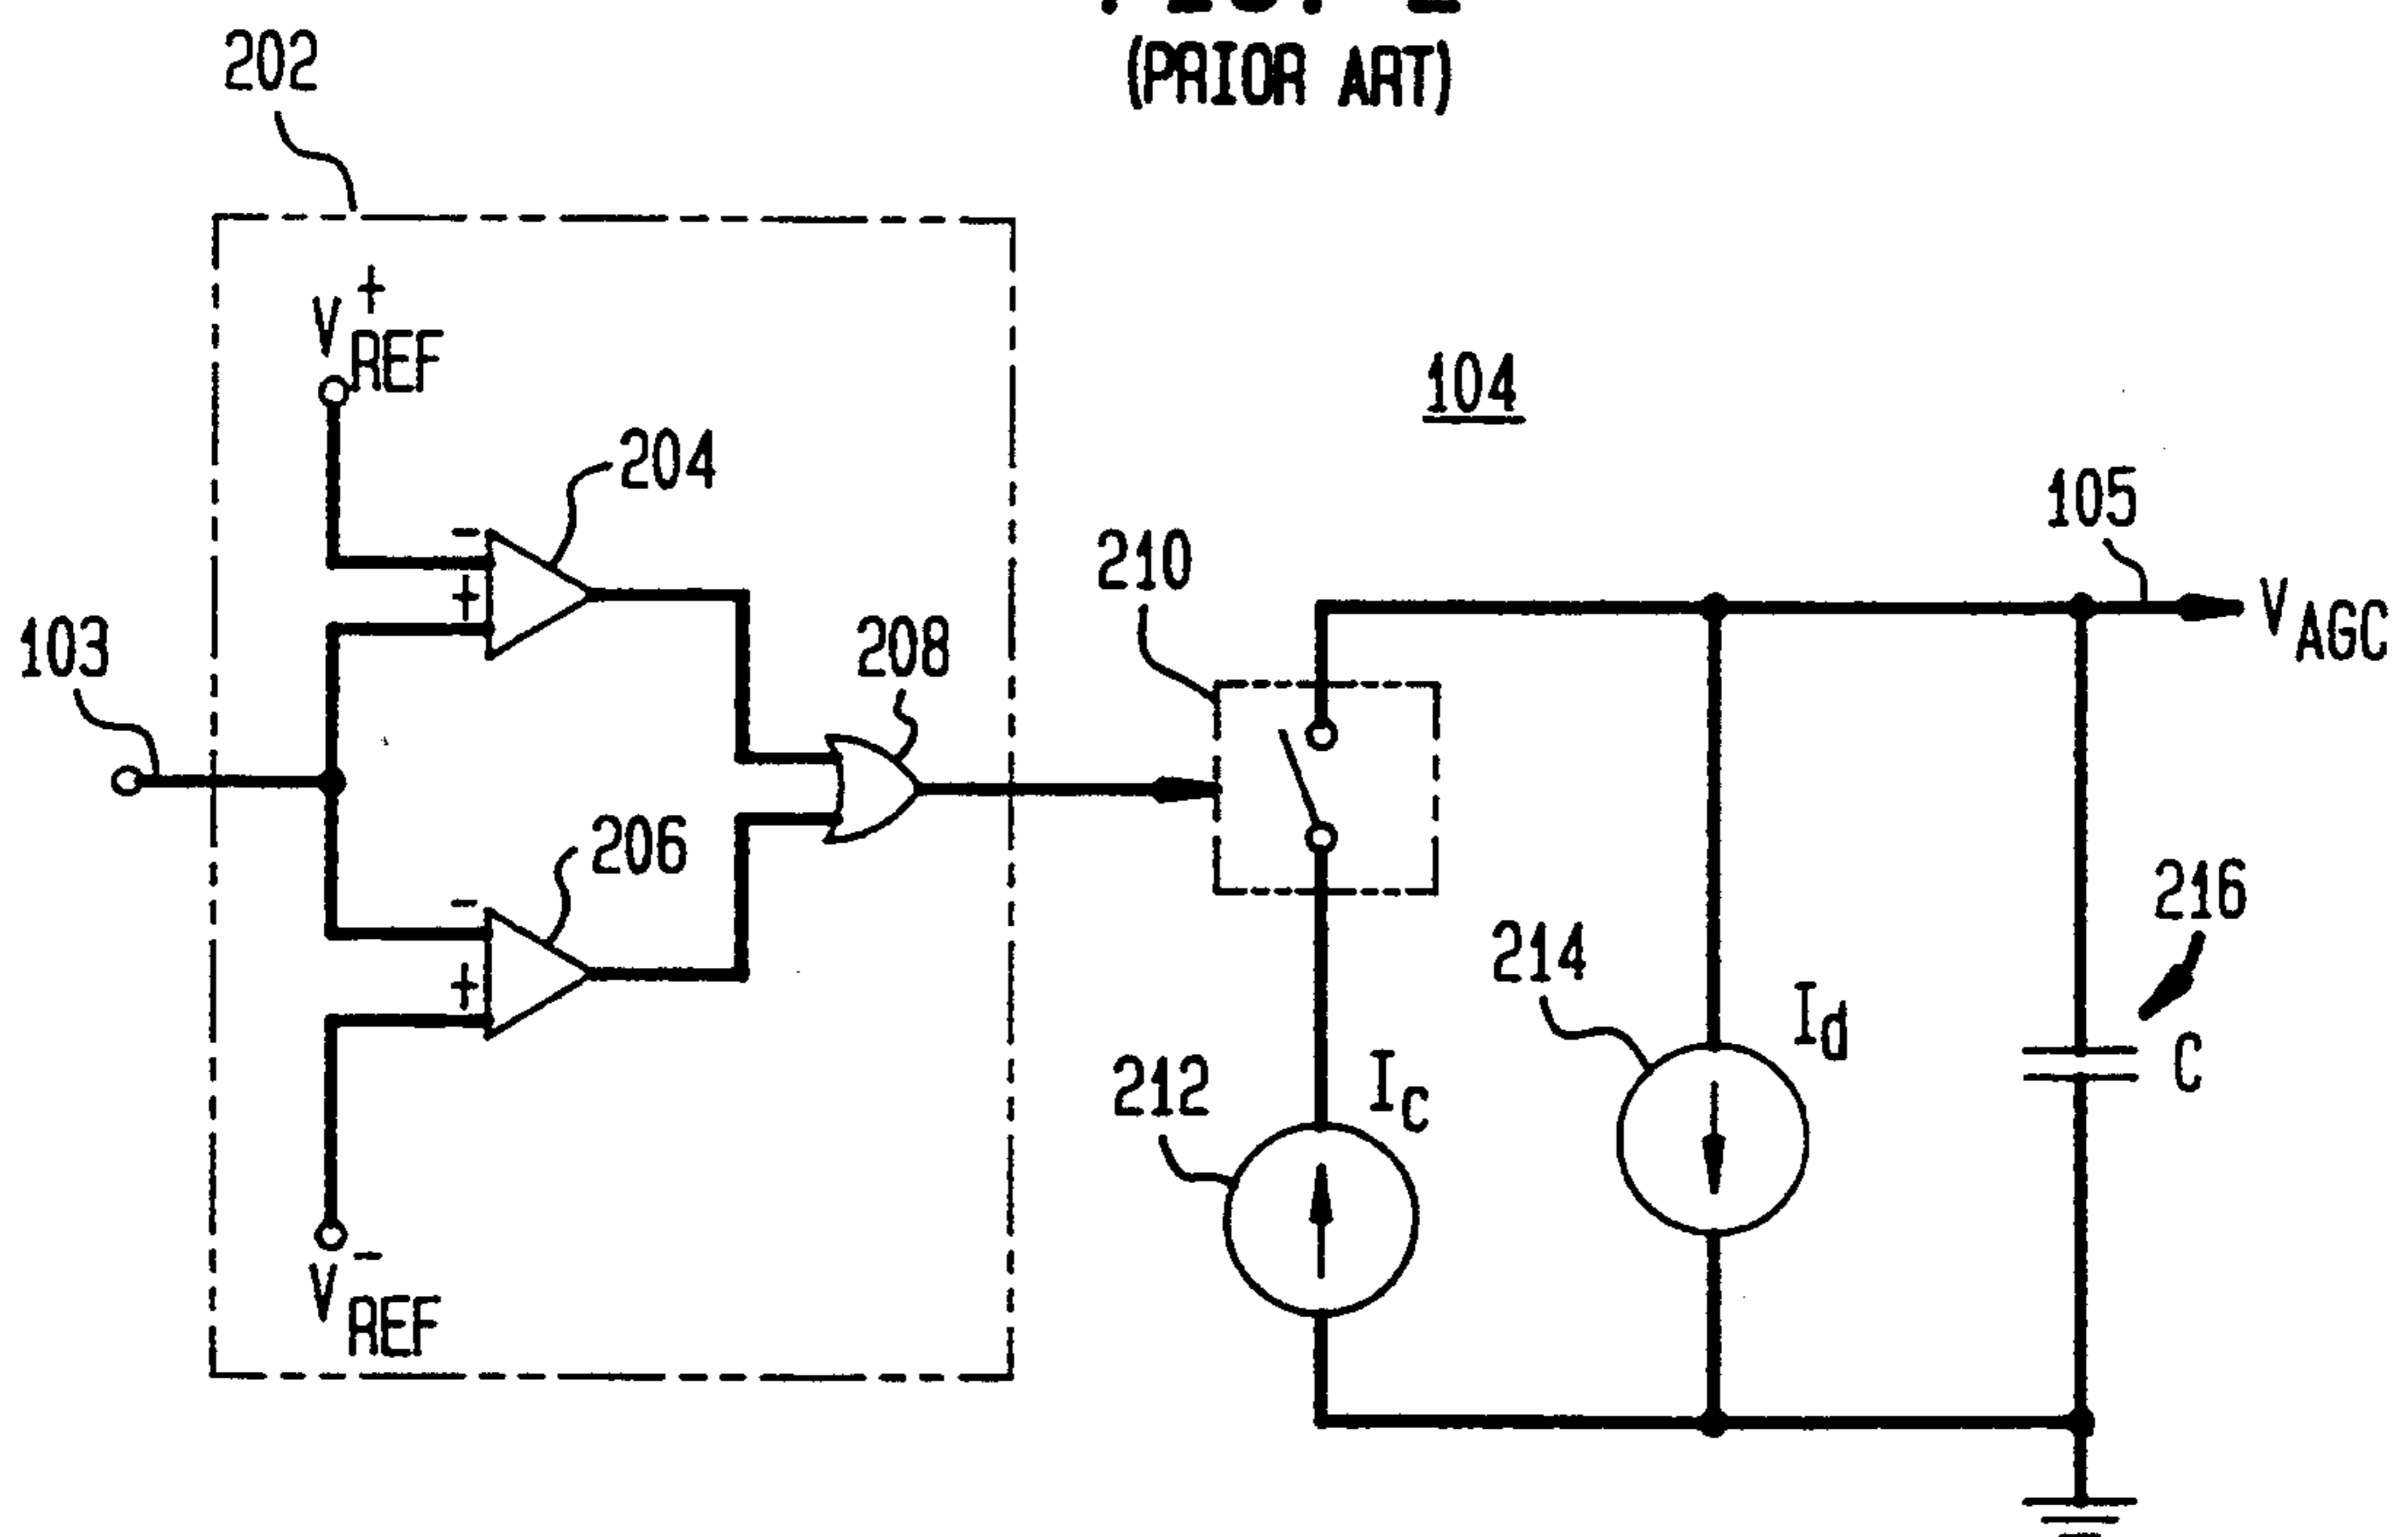 (PRIOR ART)
202
V+REF
104
204
105
210
VAGC
-
+
103
208
206
216
-
+
214
Id
C
212
Ic
V-REF